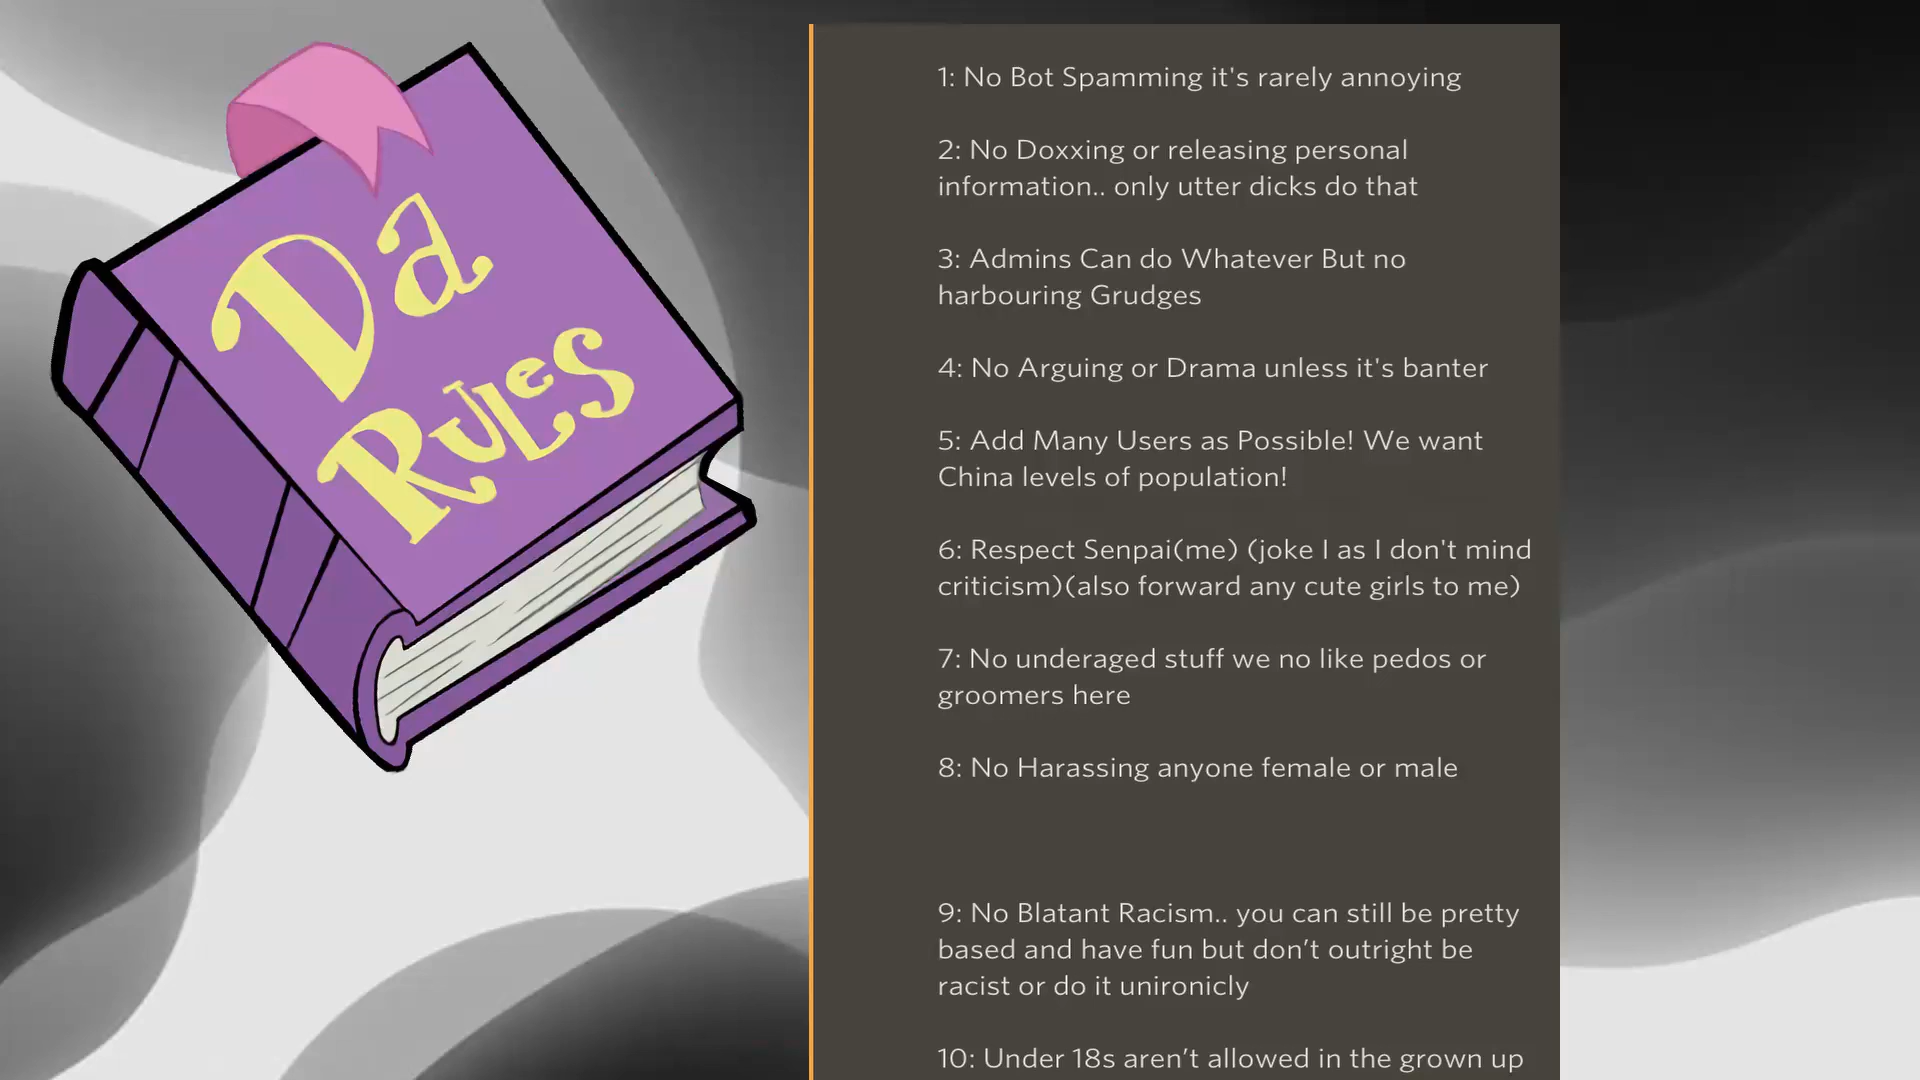 Da
Rules
1: No Bot Spamming it's rarely annoying
2: No Doxxing or releasing personal
information.. only utter dicks do that
3: Admins Can do Whatever But no
harbouring Grudges
4: No Arguing or Drama unless it's banter
5: Add Many Users as Possible! We want
China levels of population!
6: Respect Senpai(me) (joke I as I don't mind
criticism)(also forward any cute girls to me)
7: No underaged stuff we no like pedos or
groomers here
8: No Harassing anyone female or male
9: No Blatant Racism.. you can still be pretty
based and have fun but don’t outright be
racist or do it unironicly
10: Under 18s aren’t allowed in the grown up